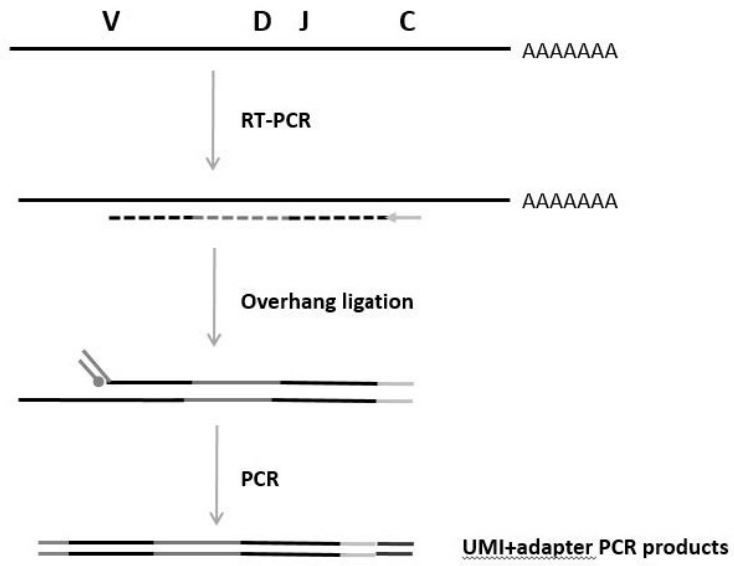 V D J C
AAAAAAA
RT-PCR
AAAAAAA
Overhang ligation
PCR
UMI+adapter PCR products